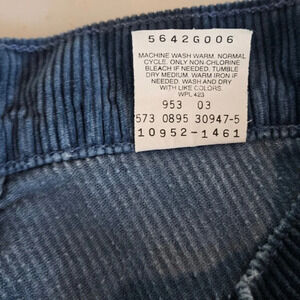 5642G006
MACHINE WASH WARM, NORMAL
CYCLE. ONLY NON-CHLORINE
BLEACH IF NEEDED. TUMBLE
DRY MEDIUM. WARM IRON IF
NEEDED. WASH AND DRY
WITH LIKE COLORS.
WPL 423
953 03
573 0895 30947-5
10952-1461